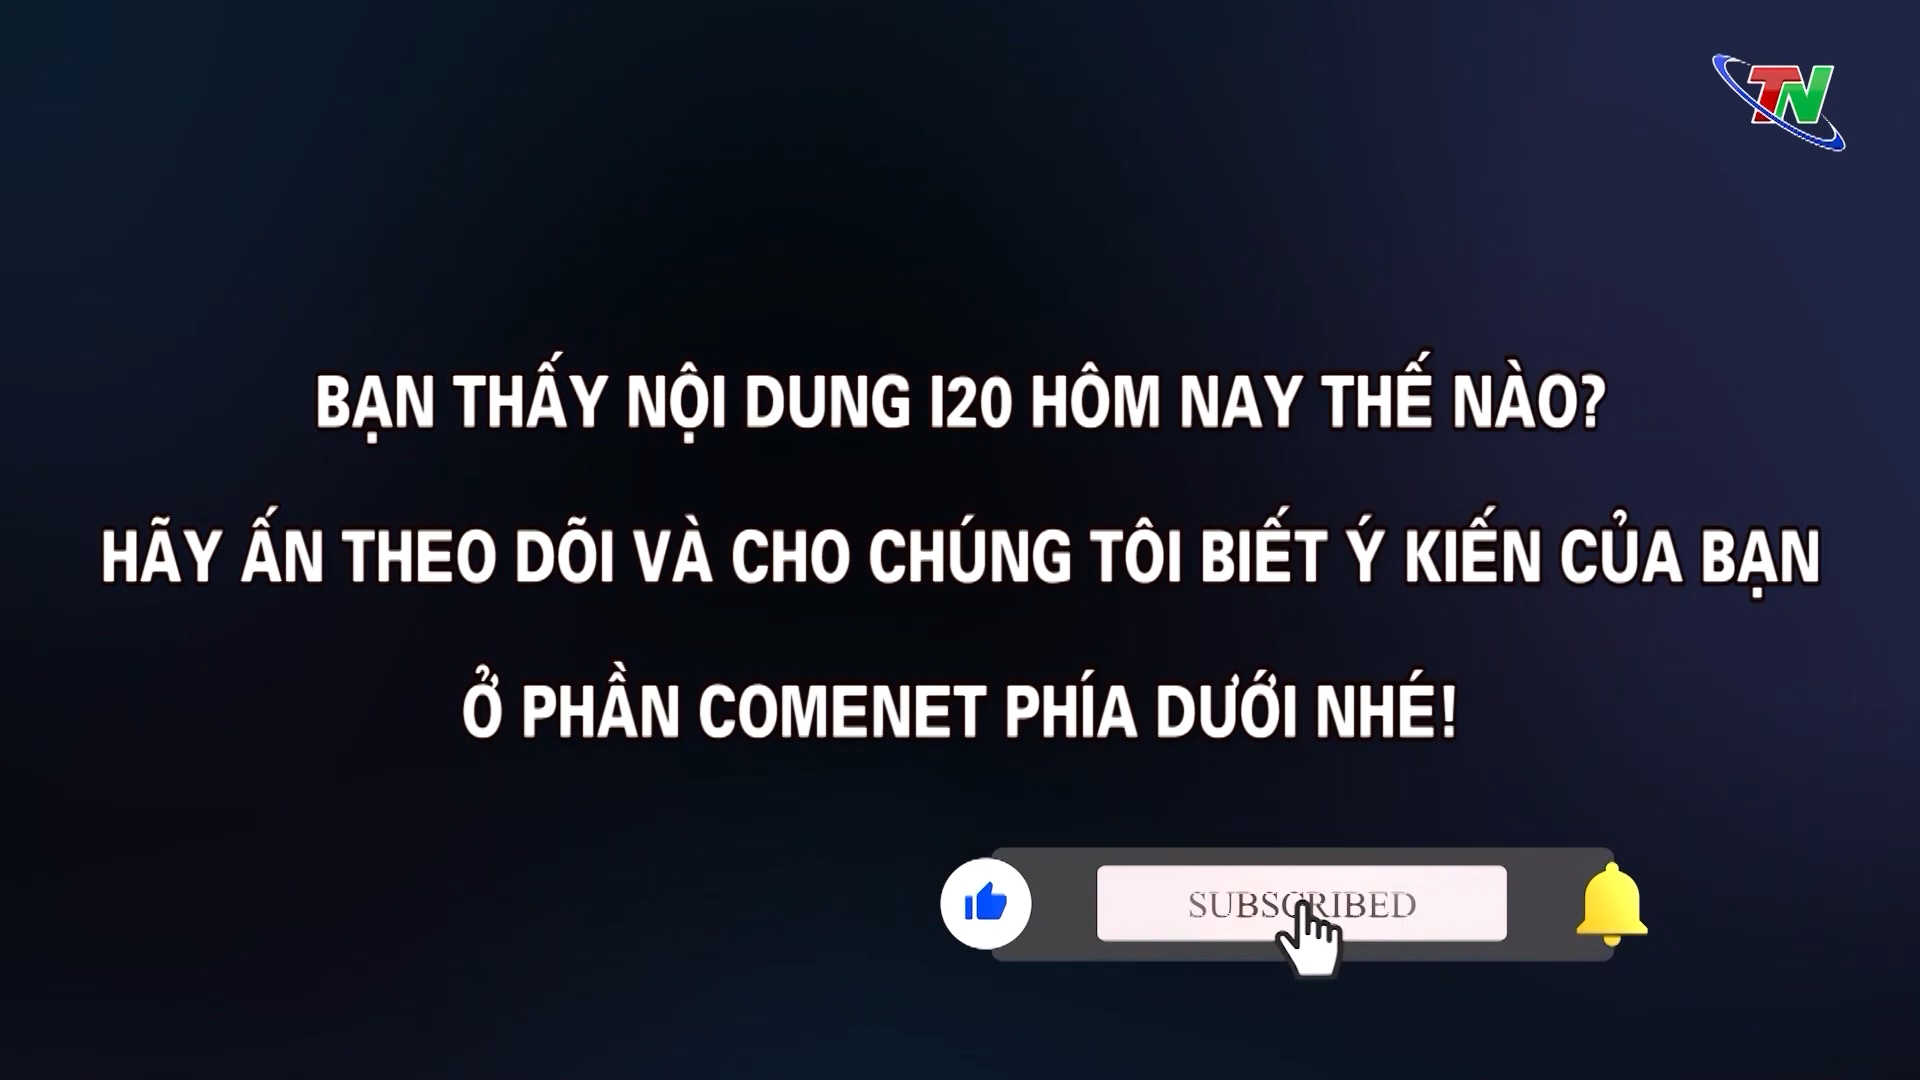 TN
BẠN THẤY NỘI DUNG I20 HÔM NAY THẾ NÀO?
HÃY ẤN THEO DÕI VÀ CHO CHÚNG TÔI BIẾT Ý KIẾN CỦA BẠN
Ở PHẦN COMENET PHÍA DƯỚI NHÉ!
SUBSCRIBED